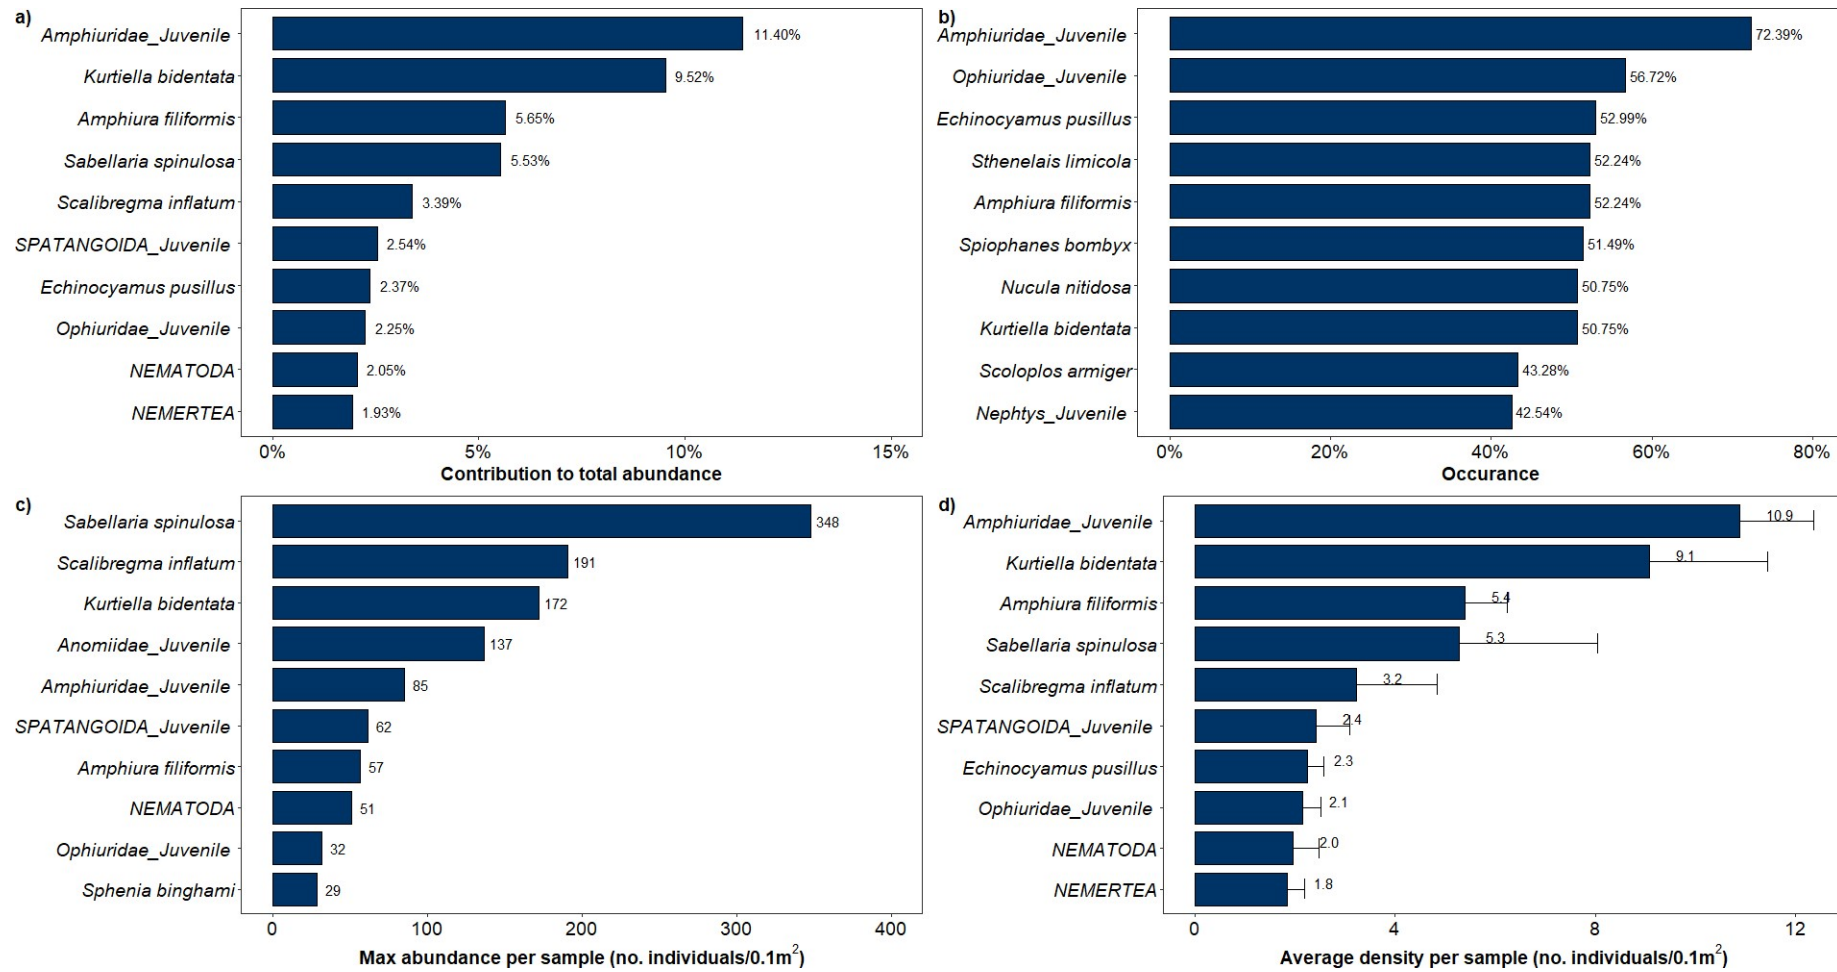 a)
Amphiuridae_Juvenile 11.40%
Kurtiella bidentata 9.52%
Amphiura filiformis 5.65%
Sabellaria spinulosa 5.53%
Scalibregma inflatum 3.39%
SPATANGOIDA_Juvenile 2.54%
Echinocyamus pusillus 2.37%
Ophiuridae_Juvenile 2.25%
NEMATODA 2.05%
NEMERTEA 1.93%
0% 5% 10% 15%
Contribution to total abundance
b)
Amphiuridae_Juvenile 72.39%
Ophiuridae_Juvenile 56.72%
Echinocyamus pusillus 52.99%
Sthenelais limicola 52.24%
Amphiura filiformis 52.24%
Spiophanes bombyx 51.49%
Nucula nitidosa 50.75%
Kurtiella bidentata 50.75%
Scoloplos armiger 43.28%
Nephtys_Juvenile 42.54%
0% 20% 40% 60% 80%
Occurance
c)
Sabellaria spinulosa 348
Scalibregma inflatum 191
Kurtiella bidentata 172
Anomiidae_Juvenile 137
Amphiuridae_Juvenile 85
SPATANGOIDA_Juvenile 62
Amphiura filiformis 57
NEMATODA 51
Ophiuridae_Juvenile 32
Sphenia binghami 29
0 100 200 300 400
Max abundance per sample (no. individuals/0.1m²)
d)
Amphiuridae_Juvenile 10.9
Kurtiella bidentata 9.1
Amphiura filiformis 5.4
Sabellaria spinulosa 5.3
Scalibregma inflatum 3.2
SPATANGOIDA_Juvenile 2.4
Echinocyamus pusillus 2.3
Ophiuridae_Juvenile 2.1
NEMATODA 2.0
NEMERTEA 1.8
0 4 8 12
Average density per sample (no. individuals/0.1m²)